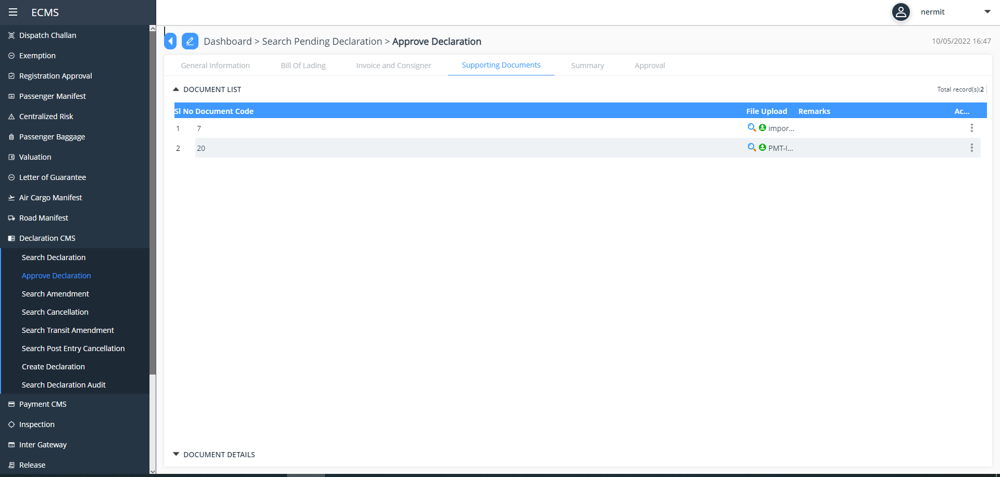 ECMS
nermit
Dispatch Challan
Exemption
Registration Approval
Passenger Manifest
Centralized Risk
Passenger Baggage
Valuation
Letter of Guarantee
Air Cargo Manifest
Road Manifest
Declaration CMS
Search Declaration
Approve Declaration
Search Amendment
Search Cancellation
Search Transit Amendment
Search Post Entry Cancellation
Create Declaration
Search Declaration Audit
Payment CMS
Inspection
Inter Gateway
Release
Dashboard > Search Pending Declaration > Approve Declaration
10/05/2022 16:47
General Information Bill Of Lading Invoice and Consigner Supporting Documents Summary Approval
DOCUMENT LIST
Total record(s):2
Sl No Document Code File Upload Remarks Ac...
1 7 impor...
2 20 PMT-I...
DOCUMENT DETAILS